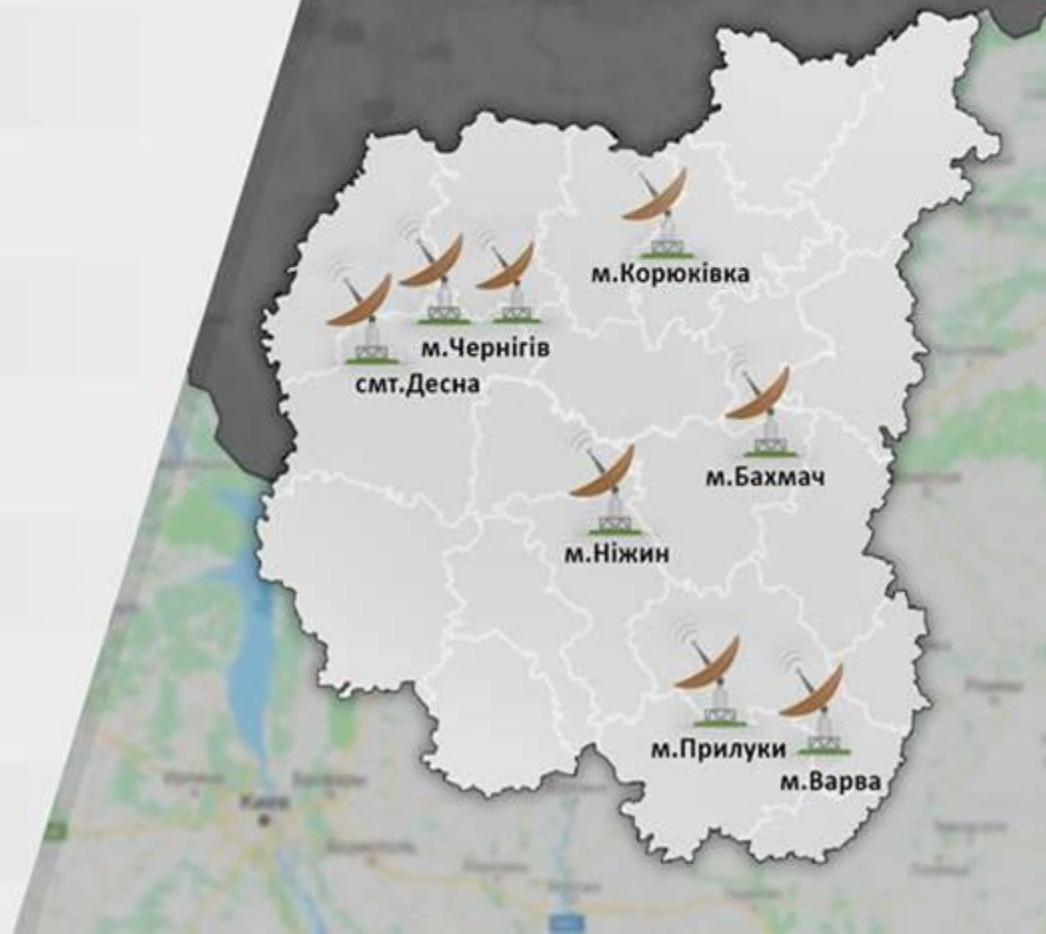 м.Корюківка
м.Чернігів
смт.Десна
м.Бахмач
м.Ніжин
м.Прилуки
м.Варва